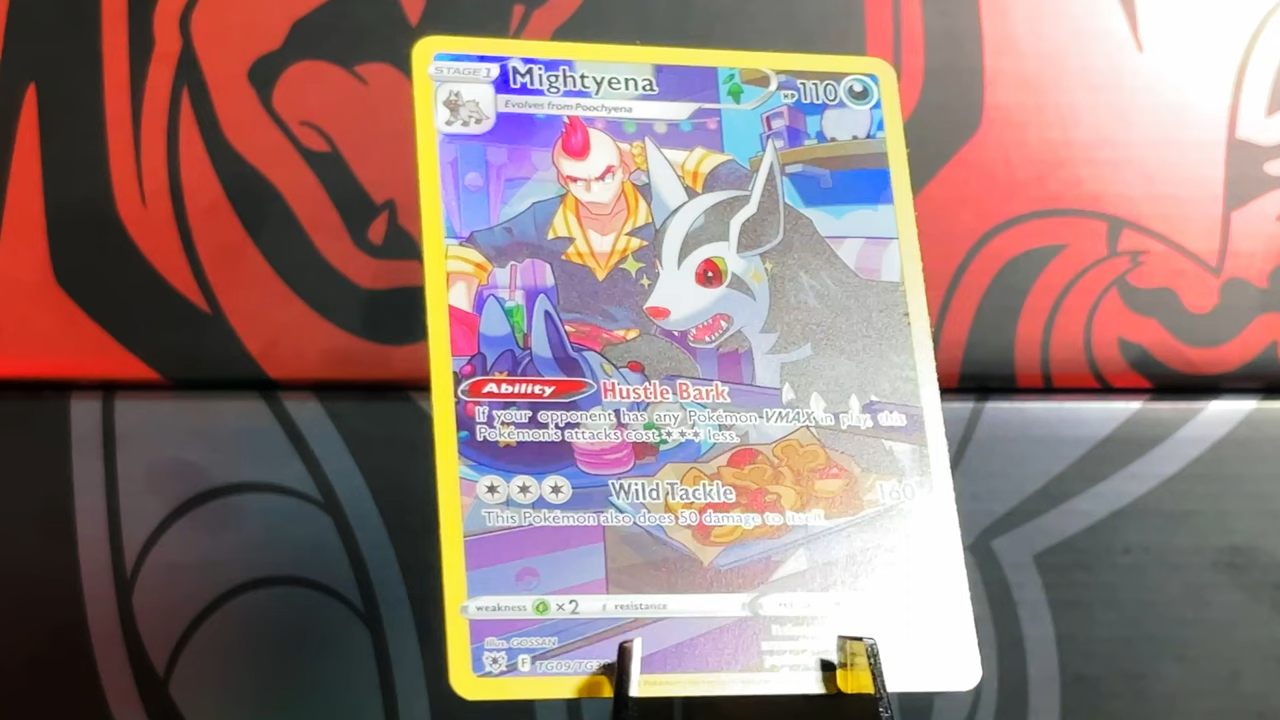 STAGE 1
Mightyena
HP 110
Evolves from Poochyena
Ability Hustle Bark
If your opponent has any Pokémon VMAX in play, this
Pokémon's attacks cost ✶✶✶ less.
Wild Tackle 160
This Pokémon also does 50 damage to itself.
weakness ×2 resistance
Illus. GOSSAN
F TG09/TG3